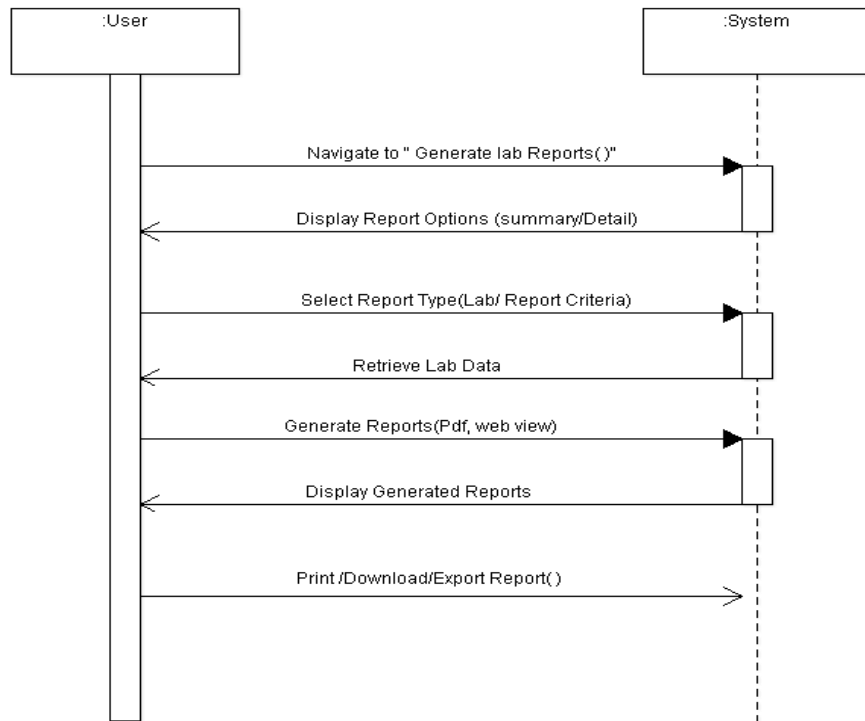 :User
:System
Navigate to " Generate lab Reports()"
Display Report Options (summary/Detail)
Select Report Type(Lab/ Report Criteria)
Retrieve Lab Data
Generate Reports(Pdf, web view)
Display Generated Reports
Print /Download/Export Report()